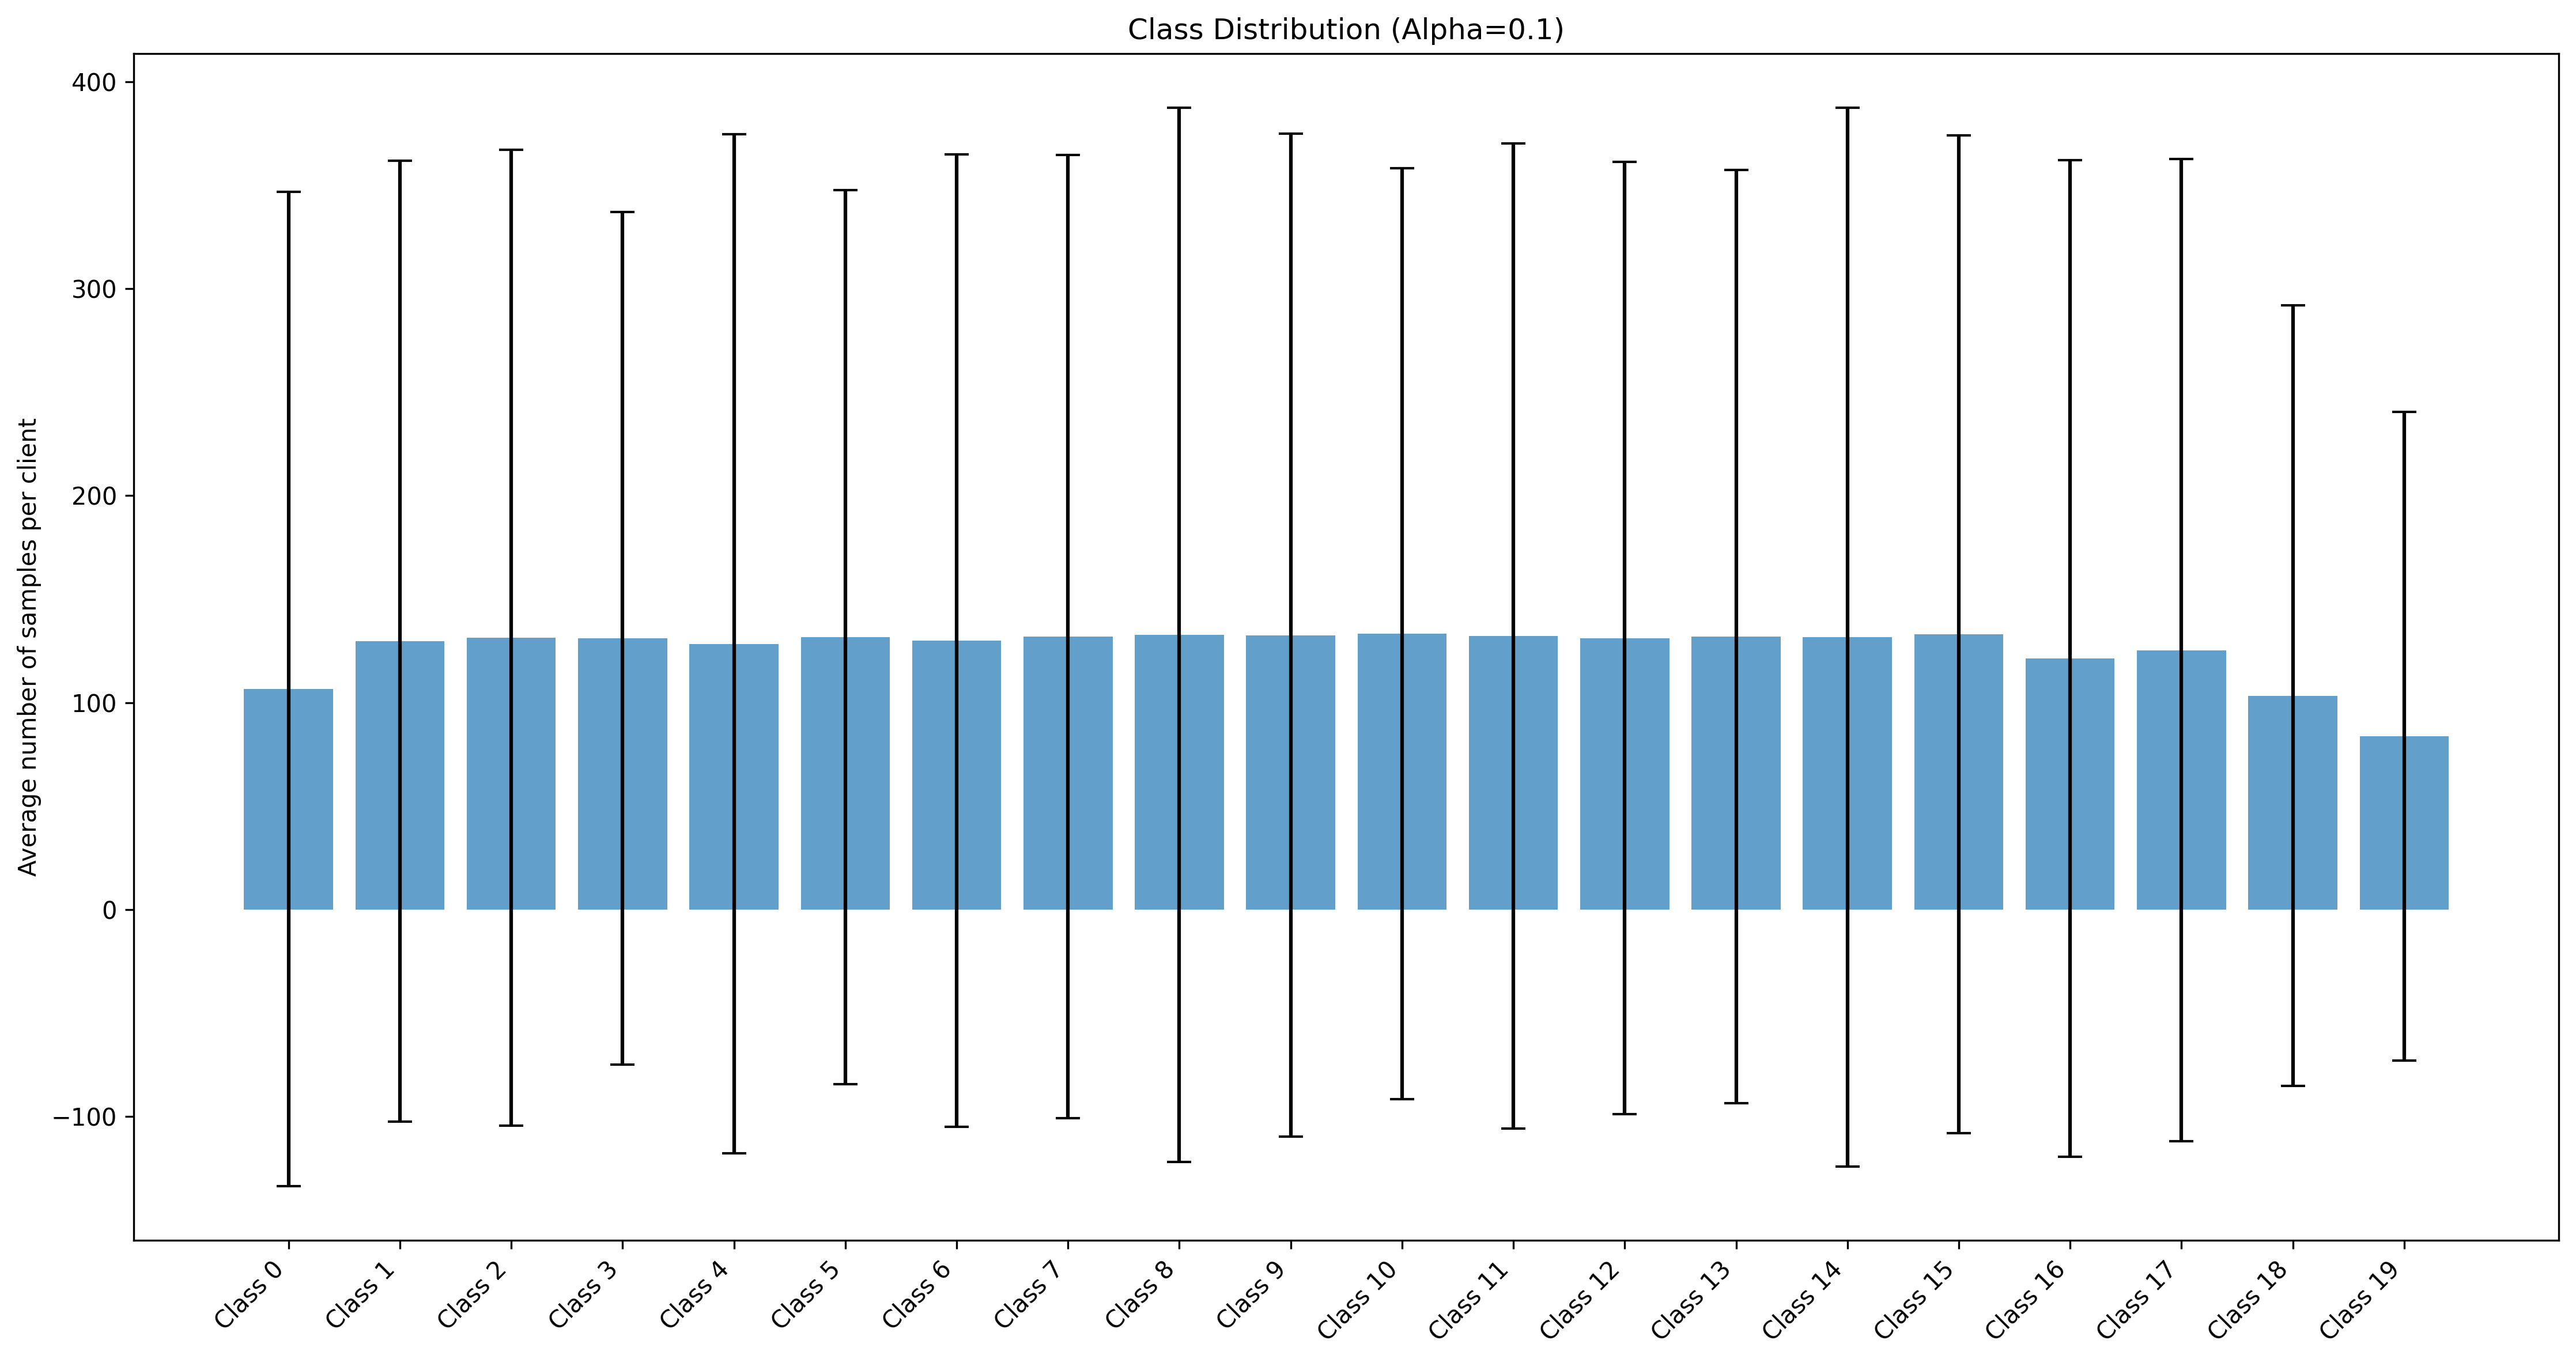 Class Distribution (Alpha=0.1)
Average number of samples per client
400
300
200
100
0
−100
Class 0
Class 1
Class 2
Class 3
Class 4
Class 5
Class 6
Class 7
Class 8
Class 9
Class 10
Class 11
Class 12
Class 13
Class 14
Class 15
Class 16
Class 17
Class 18
Class 19